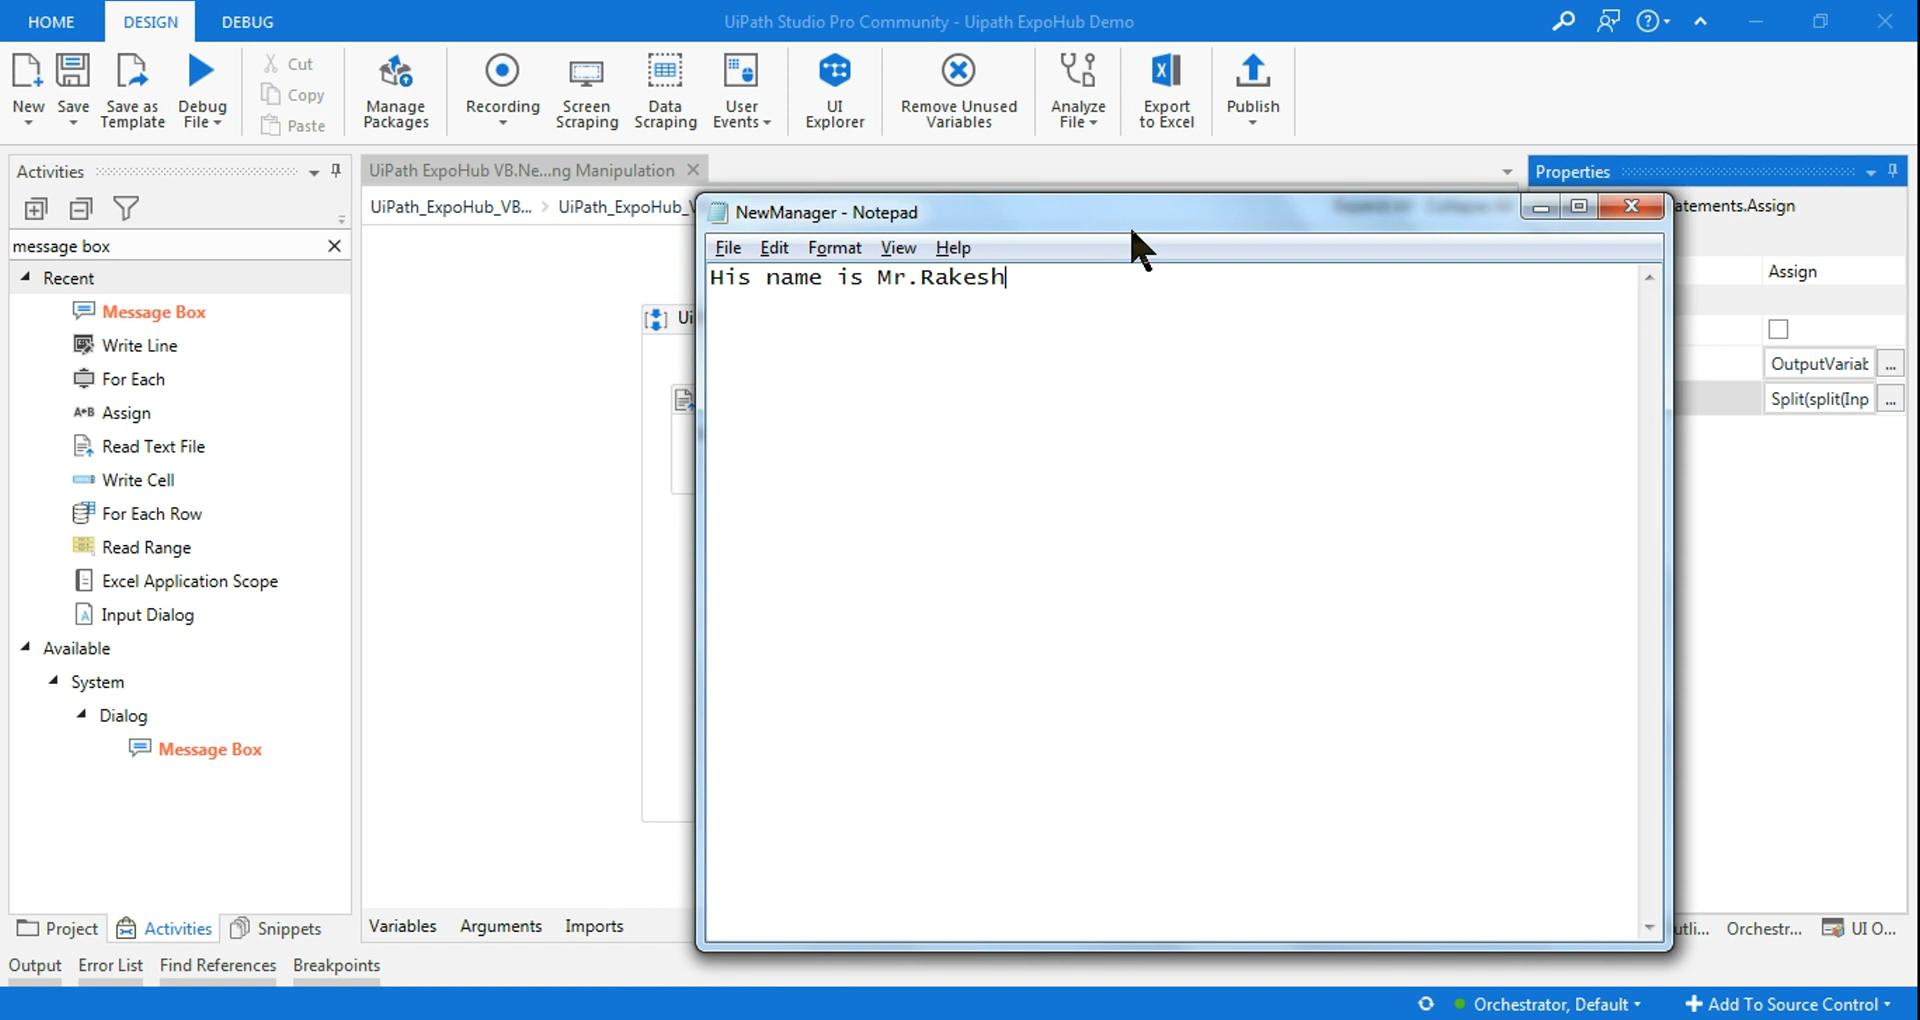 HOME DESIGN DEBUG UiPath Studio Pro Community - Uipath ExpoHub Demo
New Save Save as Template Debug File
Cut
Copy
Paste
Manage Packages Recording Screen Scraping Data Scraping User Events UI Explorer Remove Unused Variables Analyze File Export to Excel Publish
Activities
message box
Recent
Message Box
Write Line
For Each
A*B Assign
Read Text File
Write Cell
For Each Row
Read Range
Excel Application Scope
Input Dialog
Available
System
Dialog
Message Box
Project Activities Snippets
UiPath ExpoHub VB.Ne...ng Manipulation
UiPath_ExpoHub_VB... > UiPath_ExpoHub_V
Ui
NewManager - Notepad
File Edit Format View Help
His name is Mr.Rakesh
Variables Arguments Imports
Properties
atements.Assign
Assign
OutputVariab ...
Split(split(Inp ...
utli... Orchestr... UI O...
Output Error List Find References Breakpoints
Orchestrator, Default Add To Source Control